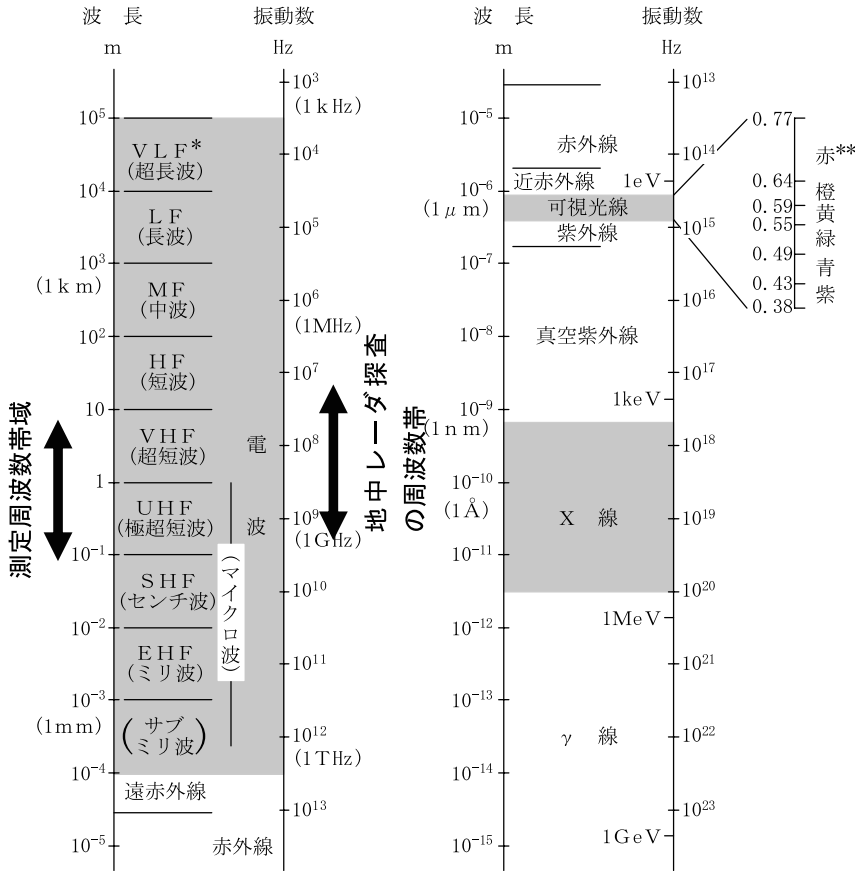 波 長
m
振動数
Hz
10⁵
10⁴
10³
(1km)
10²
10
1
10⁻¹
10⁻²
10⁻³
(1mm)
10⁻⁴
10⁻⁵
VLF*
(超長波)
LF
(長波)
MF
(中波)
HF
(短波)
VHF
(超短波)
UHF
(極超短波)
SHF
(センチ波)
EHF
(ミリ波)
(サブ
ミリ波)
遠赤外線
赤外線
電波
(マイクロ波)
10³
(1kHz)
10⁴
10⁵
10⁶
(1MHz)
10⁷
10⁸
10⁹
(1GHz)
10¹⁰
10¹¹
10¹²
(1THz)
10¹³
測定周波数帯域
地中レーダ探査
の周波数帯
波 長
m
振動数
Hz
10⁻⁵
10⁻⁶
(1μm)
10⁻⁷
10⁻⁸
10⁻⁹
(1nm)
10⁻¹⁰
(1Å)
10⁻¹¹
10⁻¹²
10⁻¹³
10⁻¹⁴
10⁻¹⁵
赤外線
近赤外線
可視光線
紫外線
真空紫外線
X 線
γ 線
1eV
1keV
1MeV
1GeV
10¹³
10¹⁴
10¹⁵
10¹⁶
10¹⁷
10¹⁸
10¹⁹
10²⁰
10²¹
10²²
10²³
0.77
赤**
0.64
橙
0.59
黄
0.55
緑
0.49
青
0.43
紫
0.38